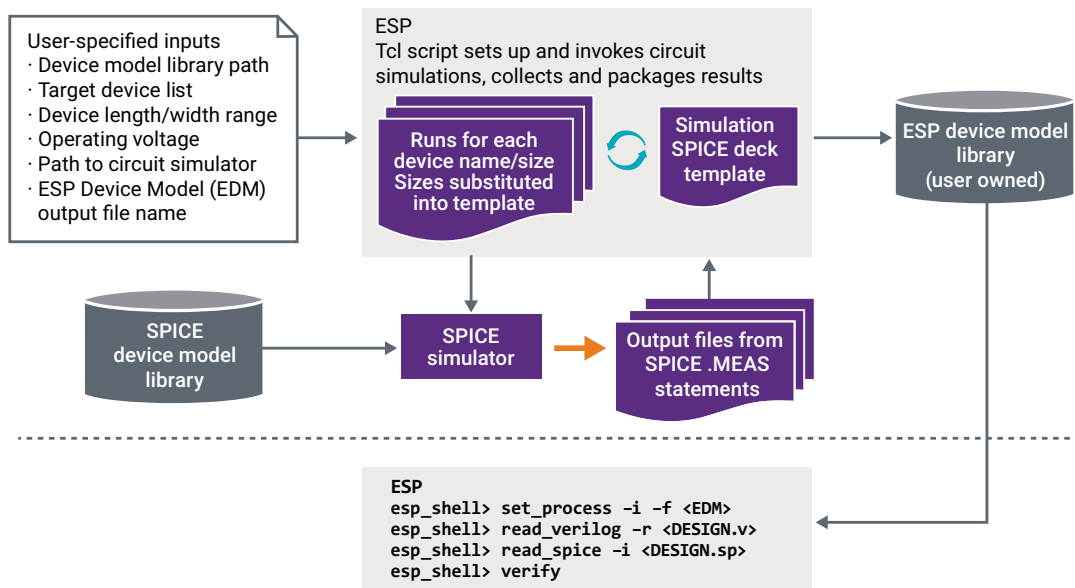 User-specified inputs
· Device model library path
· Target device list
· Device length/width range
· Operating voltage
· Path to circuit simulator
· ESP Device Model (EDM)
output file name
ESP
Tcl script sets up and invokes circuit
simulations, collects and packages results
Runs for each
device name/size
Sizes substituted
into template
Simulation
SPICE deck
template
ESP device model
library
(user owned)
SPICE
device model
library
SPICE
simulator
Output files from
SPICE .MEAS
statements
ESP
esp_shell> set_process –i –f <EDM>
esp_shell> read_verilog –r <DESIGN.v>
esp_shell> read_spice –i <DESIGN.sp>
esp_shell> verify